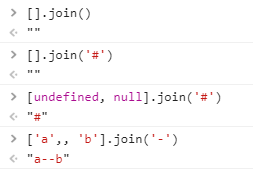 > [].join()
< ""
> [].join('#')
< ""
> [undefined, null].join('#')
< "#"
> ['a',, 'b'].join('-')
< "a--b"